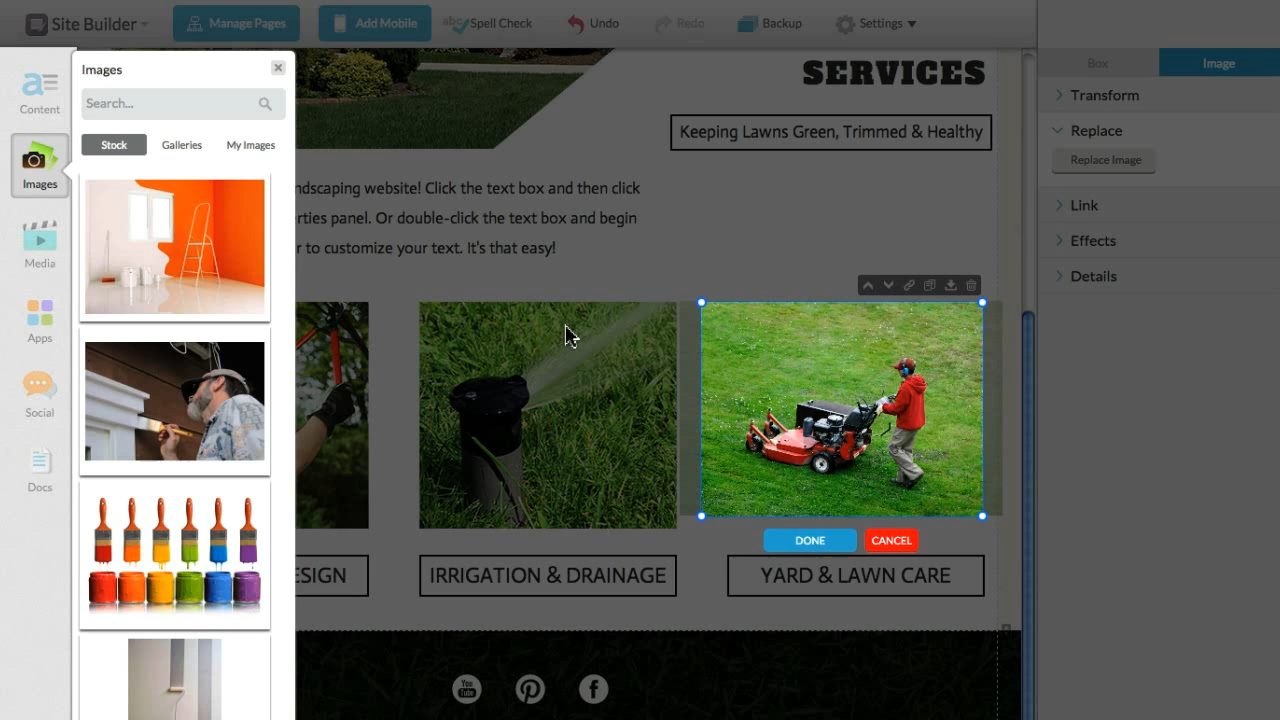 Site Builder
Manage Pages
Add Mobile
abc
Spell Check
Undo
Redo
Backup
Settings
Content
Images
Media
Apps
Social
Docs
Images
Search...
Stock
Galleries
My Images
SERVICES
Keeping Lawns Green, Trimmed & Healthy
ndscaping website! Click the text box and then click
rties panel. Or double-click the text box and begin
r to customize your text. It's that easy!
DONE
CANCEL
ESIGN
IRRIGATION & DRAINAGE
YARD & LAWN CARE
You
Tube
Box
Image
Transform
Replace
Replace Image
Link
Effects
Details